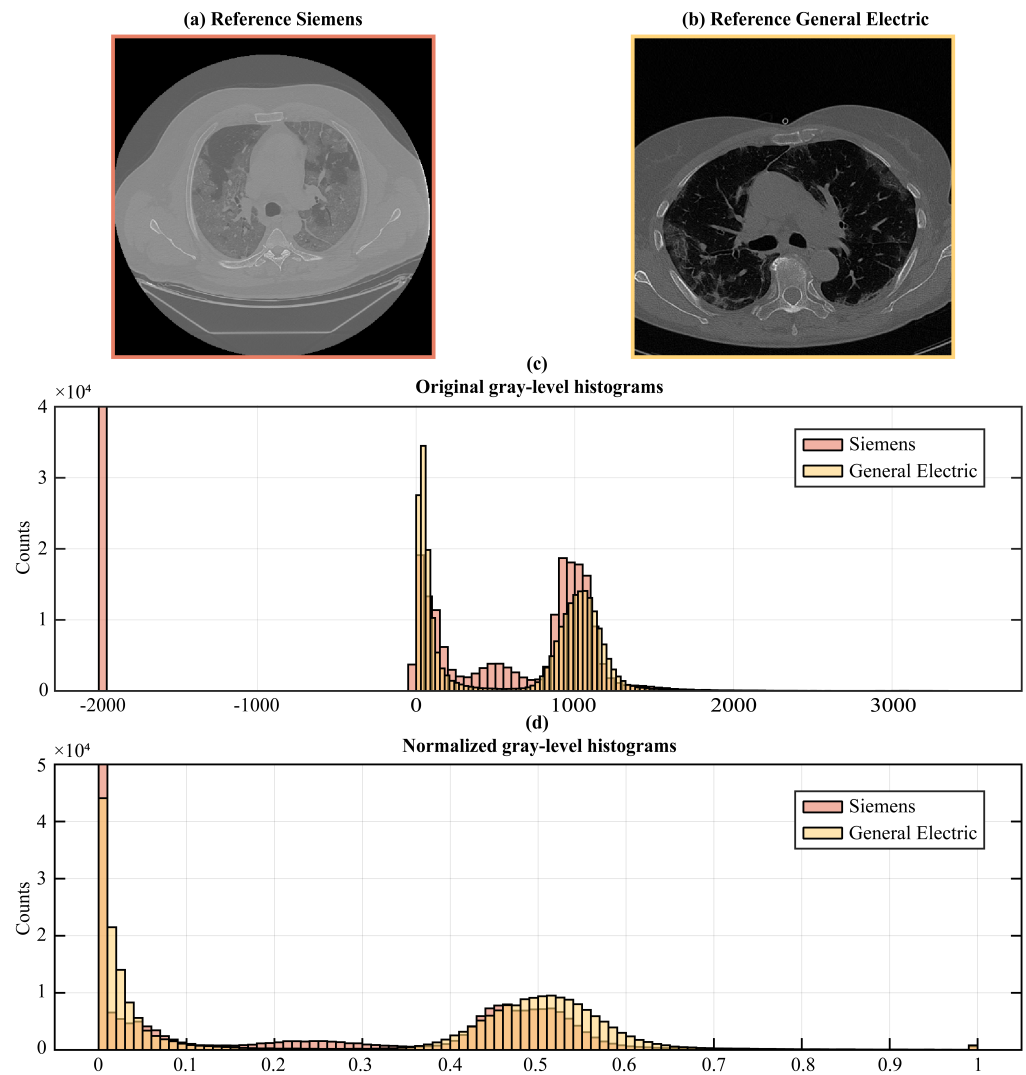 (a) Reference Siemens
(b) Reference General Electric
(c)
Original gray-level histograms
×10⁴
4
3
2
1
0
Counts
Siemens
General Electric
-2000
-1000
0
1000
2000
3000
(d)
Normalized gray-level histograms
×10⁴
5
4
3
2
1
0
Counts
Siemens
General Electric
0
0.1
0.2
0.3
0.4
0.5
0.6
0.7
0.8
0.9
1